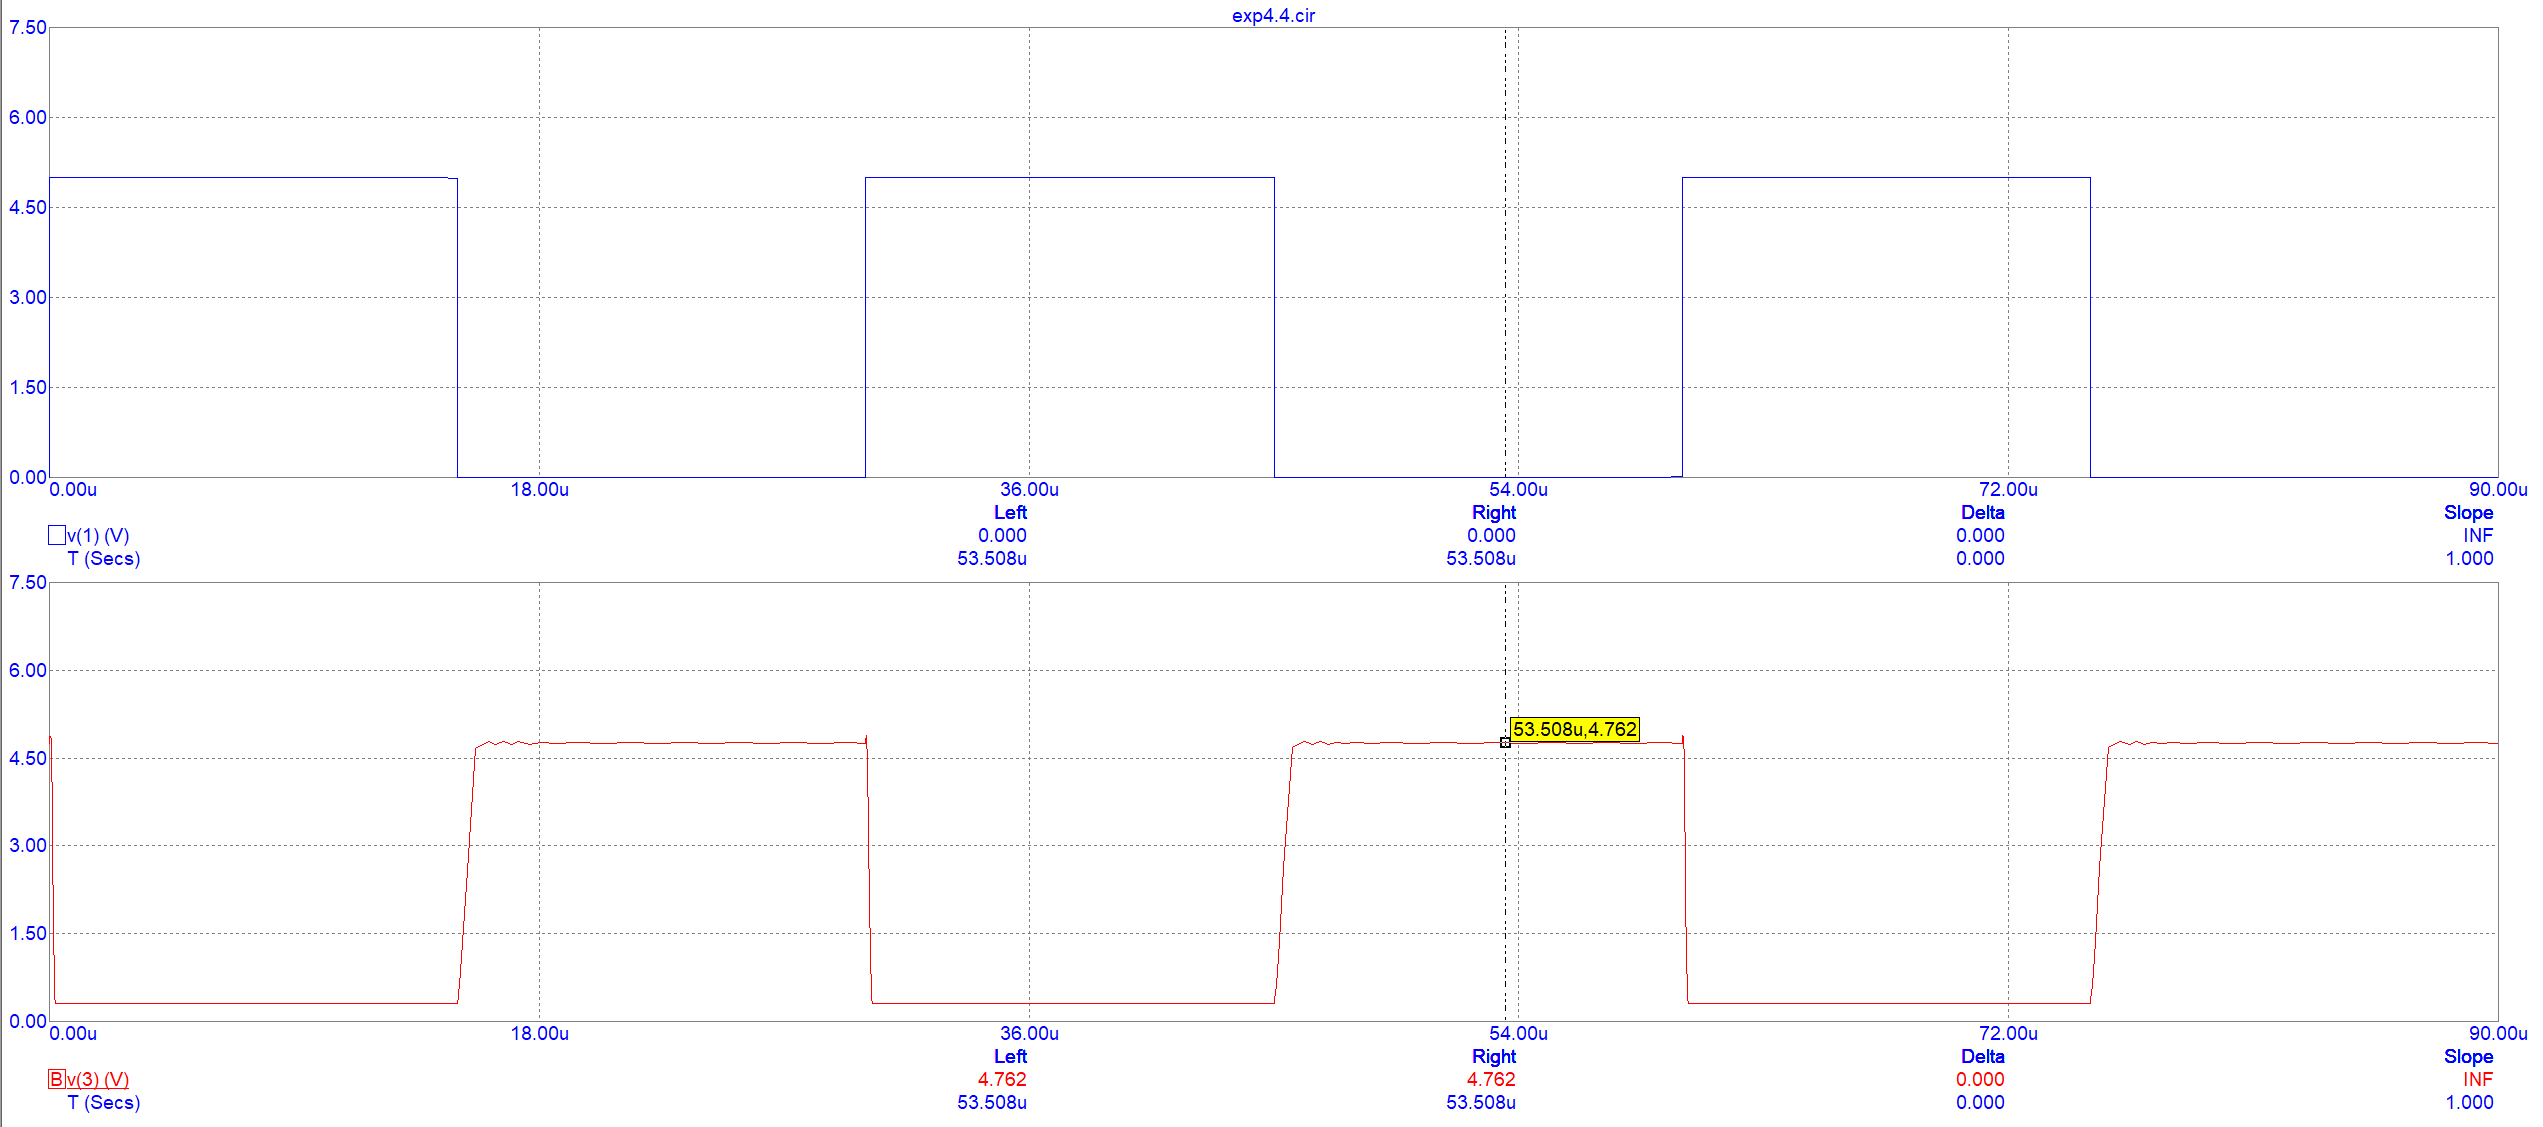 exp4.4.cir
7.50
6.00
4.50
3.00
1.50
0.00
0.00u 18.00u 36.00u 54.00u 72.00u 90.00u
Left Right Delta Slope
v(1) (V) 0.000 0.000 0.000 INF
T (Secs) 53.508u 53.508u 0.000 1.000
7.50
6.00
53.508u,4.762
4.50
3.00
1.50
0.00
0.00u 18.00u 36.00u 54.00u 72.00u 90.00u
Left Right Delta Slope
B v(3) (V) 4.762 4.762 0.000 INF
T (Secs) 53.508u 53.508u 0.000 1.000